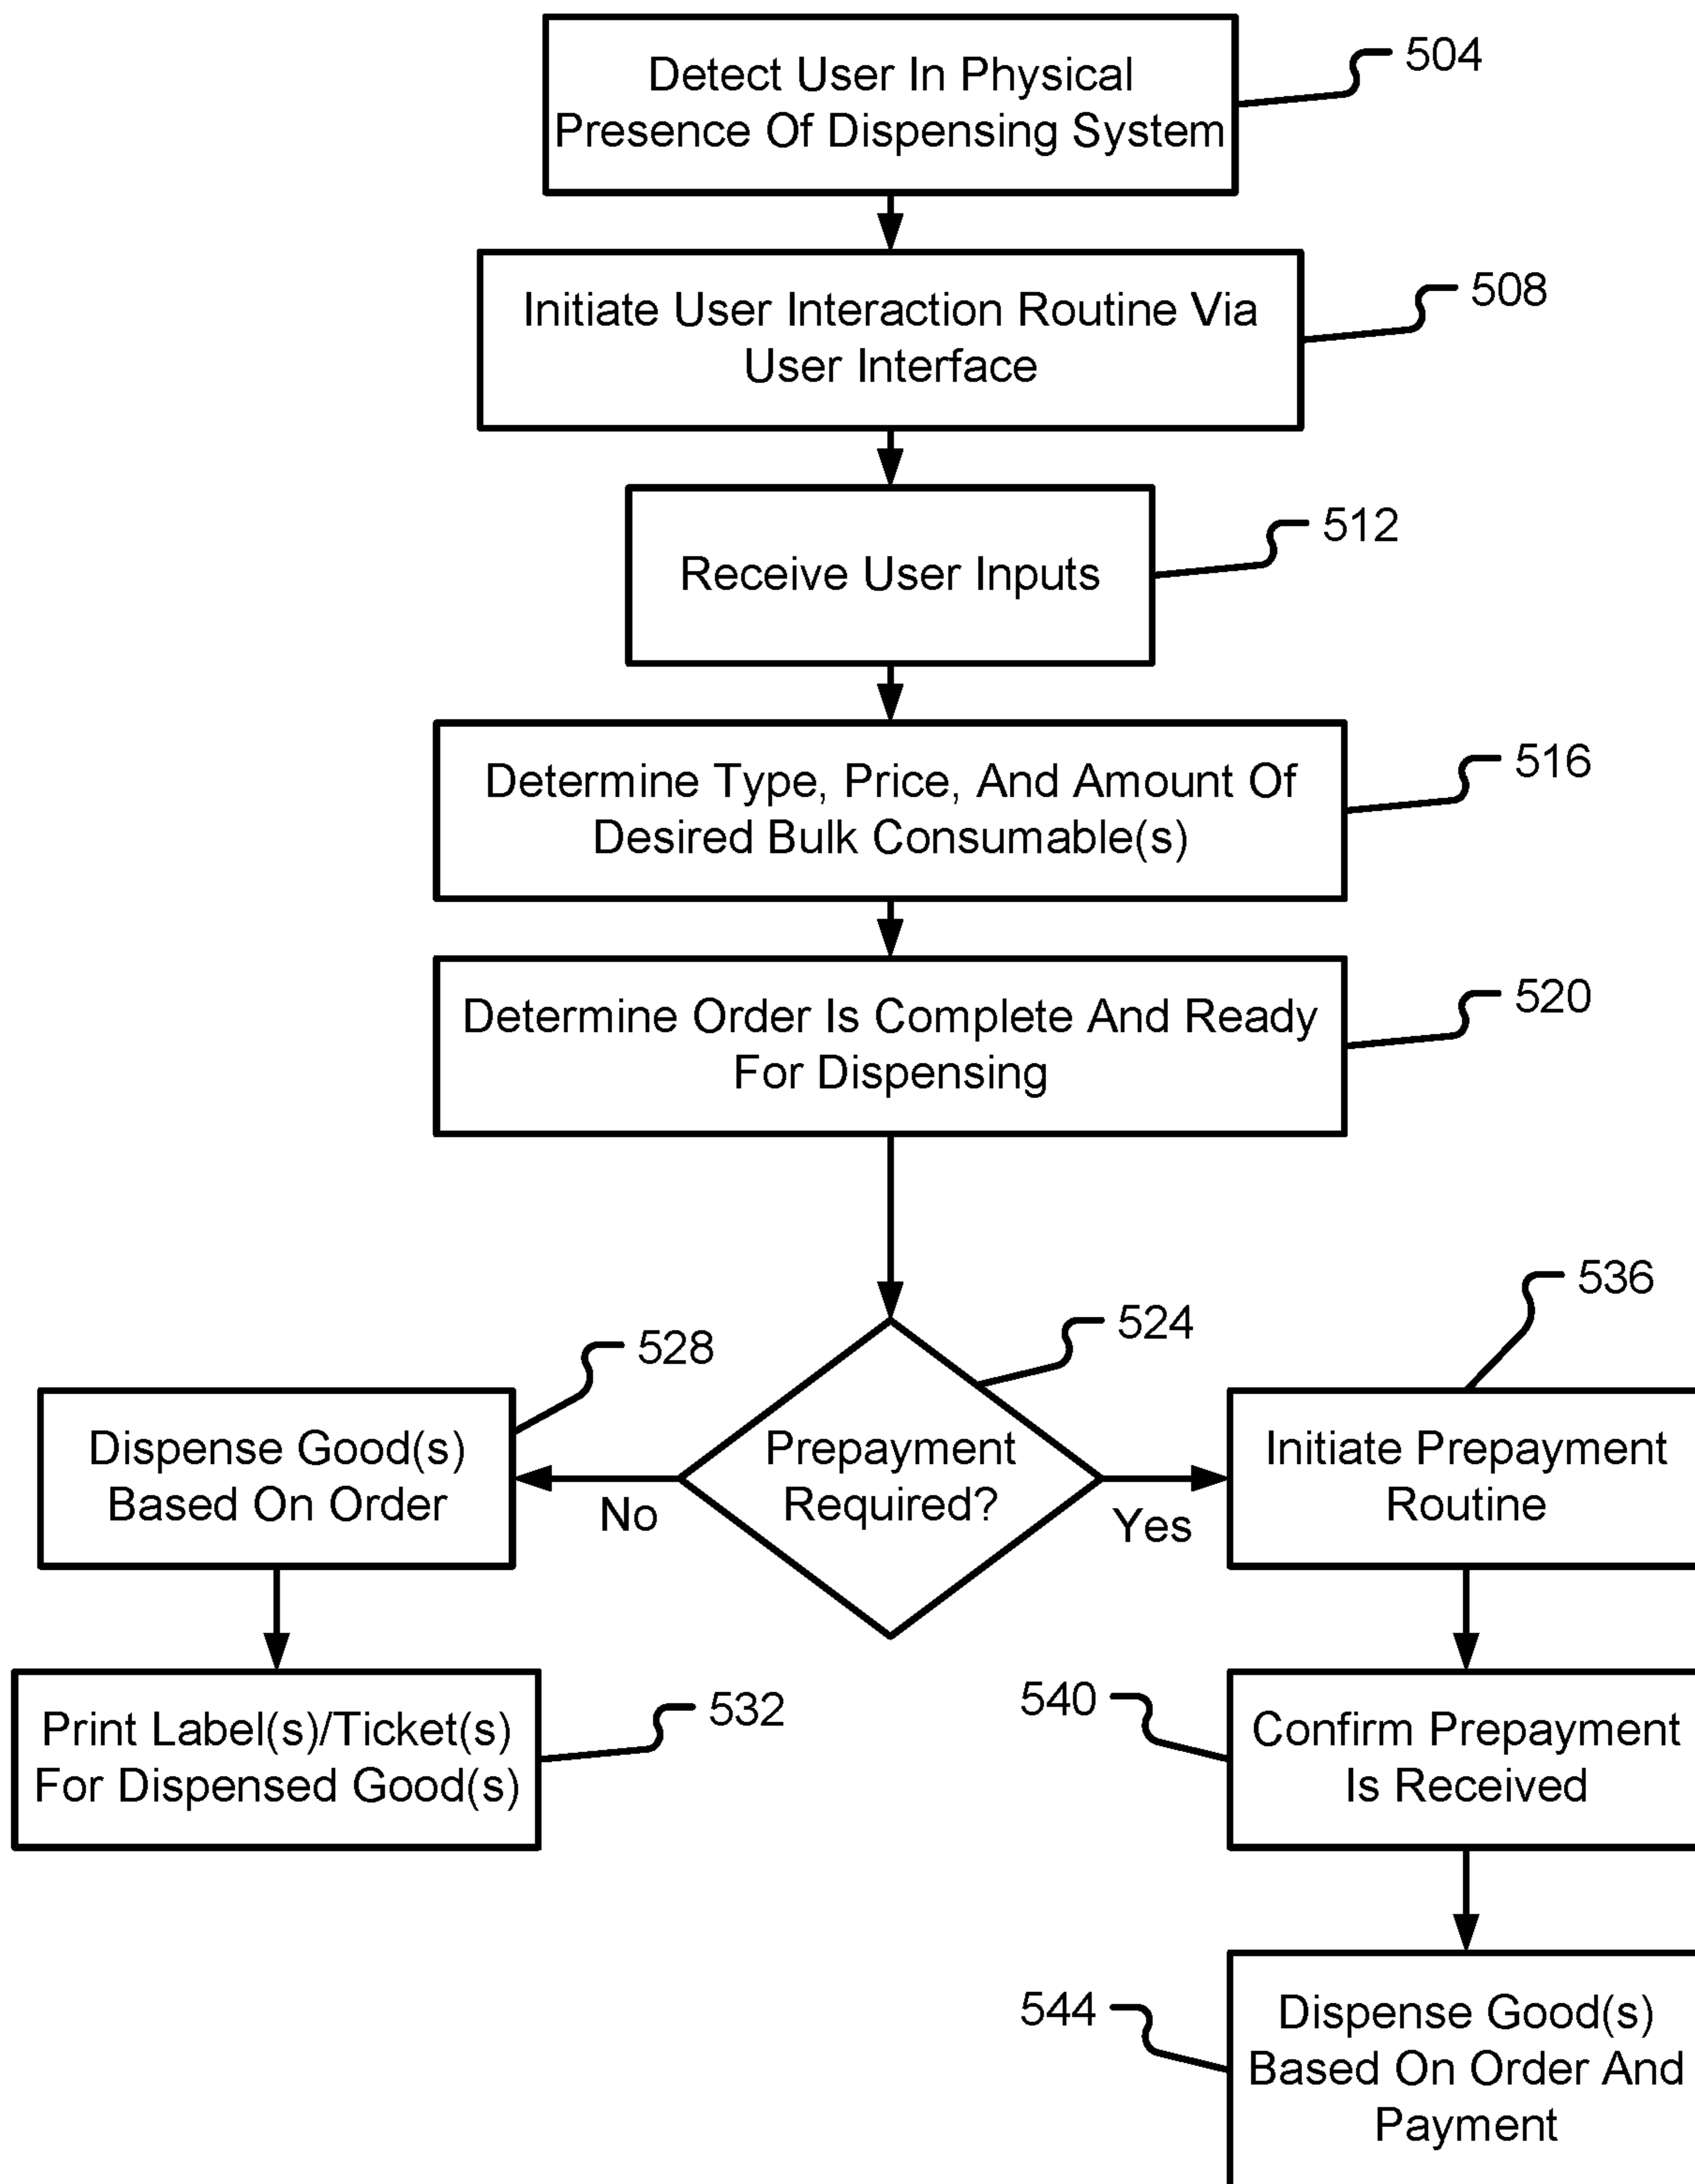 Detect User In Physical
Presence Of Dispensing System
504
Initiate User Interaction Routine Via
User Interface
508
Receive User Inputs
512
Determine Type, Price, And Amount Of
Desired Bulk Consumable(s)
516
Determine Order Is Complete And Ready
For Dispensing
520
Prepayment
Required?
524
No
Yes
528
Dispense Good(s)
Based On Order
Print Label(s)/Ticket(s)
For Dispensed Good(s)
532
536
Initiate Prepayment
Routine
540
Confirm Prepayment
Is Received
544
Dispense Good(s)
Based On Order And
Payment